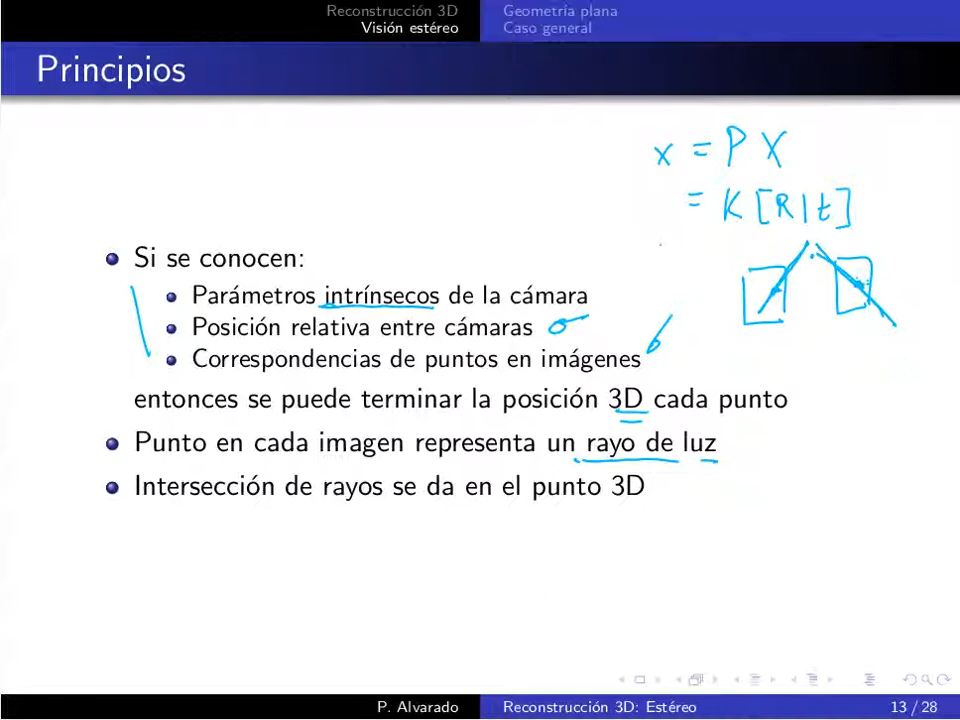 Reconstrucción 3D
Visión estéreo
Geometría plana
Caso general
Principios
x = P X
= K [R | t]
Si se conocen:
Parámetros intrínsecos de la cámara
Posición relativa entre cámaras
Correspondencias de puntos en imágenes
entonces se puede terminar la posición 3D cada punto
Punto en cada imagen representa un rayo de luz
Intersección de rayos se da en el punto 3D
P. Alvarado
Reconstrucción 3D: Estéreo
13 / 28